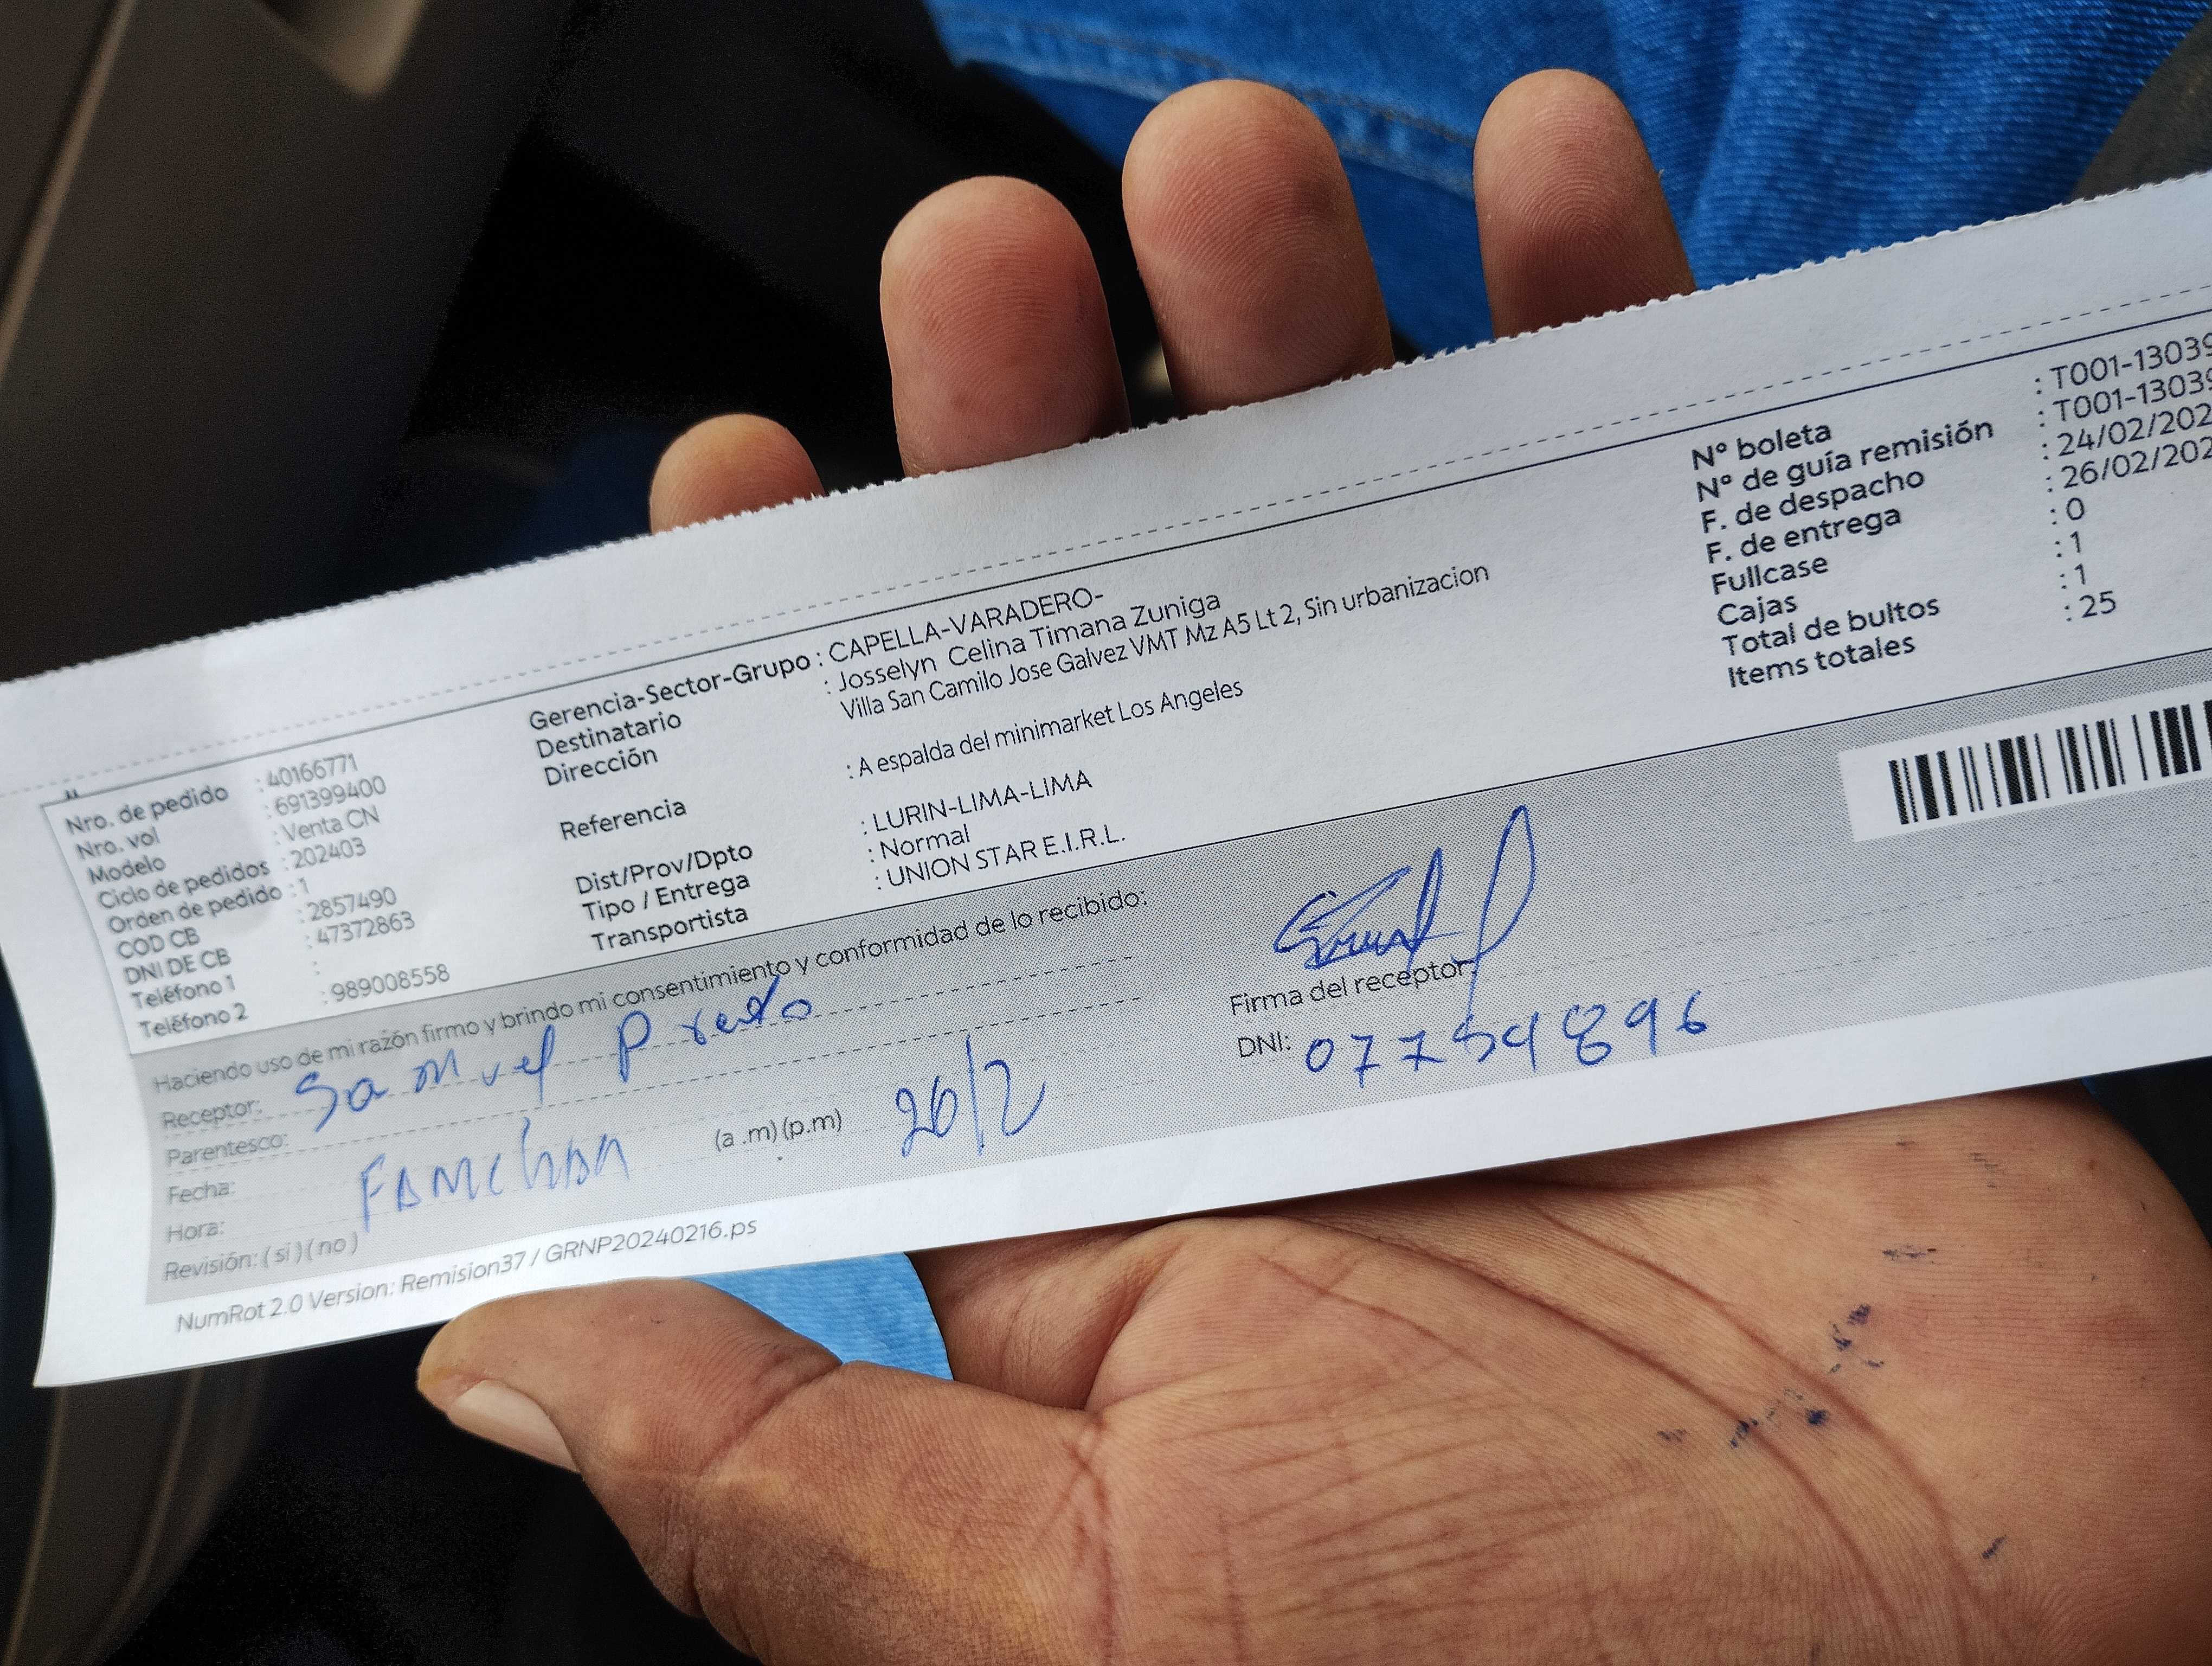 Nro. de pedido : 40166771
Nro. vol : 691399400
Modelo : Venta CN
Ciclo de pedidos : 202403
Orden de pedido : 1
COD CB : 2857490
DNI DE CB : 47372863
Teléfono 1 :
Teléfono 2 : 989008558
Gerencia-Sector-Grupo : CAPELLA-VARADERO-
Destinatario : Josselyn Celina Timana Zuniga
Dirección Villa San Camilo Jose Galvez VMT Mz A5 Lt 2, Sin urbanizacion
Referencia : A espalda del minimarket Los Angeles
Dist/Prov/Dpto : LURIN-LIMA-LIMA
Tipo / Entrega : Normal
Transportista : UNION STAR E.I.R.L.
N° boleta : T001-13039
N° de guía remisión : T001-13039
F. de despacho : 24/02/202
F. de entrega : 26/02/202
Fullcase : 0
Cajas : 1
Total de bultos : 1
Items totales : 25
Haciendo uso de mi razón firmo y brindo mi consentimiento y conformidad de lo recibido:
Receptor: Samuel Prado
Parentesco:
Fecha:
Hora: (a .m) (p.m) 26/2
Revisión: ( si ) ( no )
Firma del receptor:
DNI: 07754896
NumRot 2.0 Version: Remision37 / GRNP20240216.ps